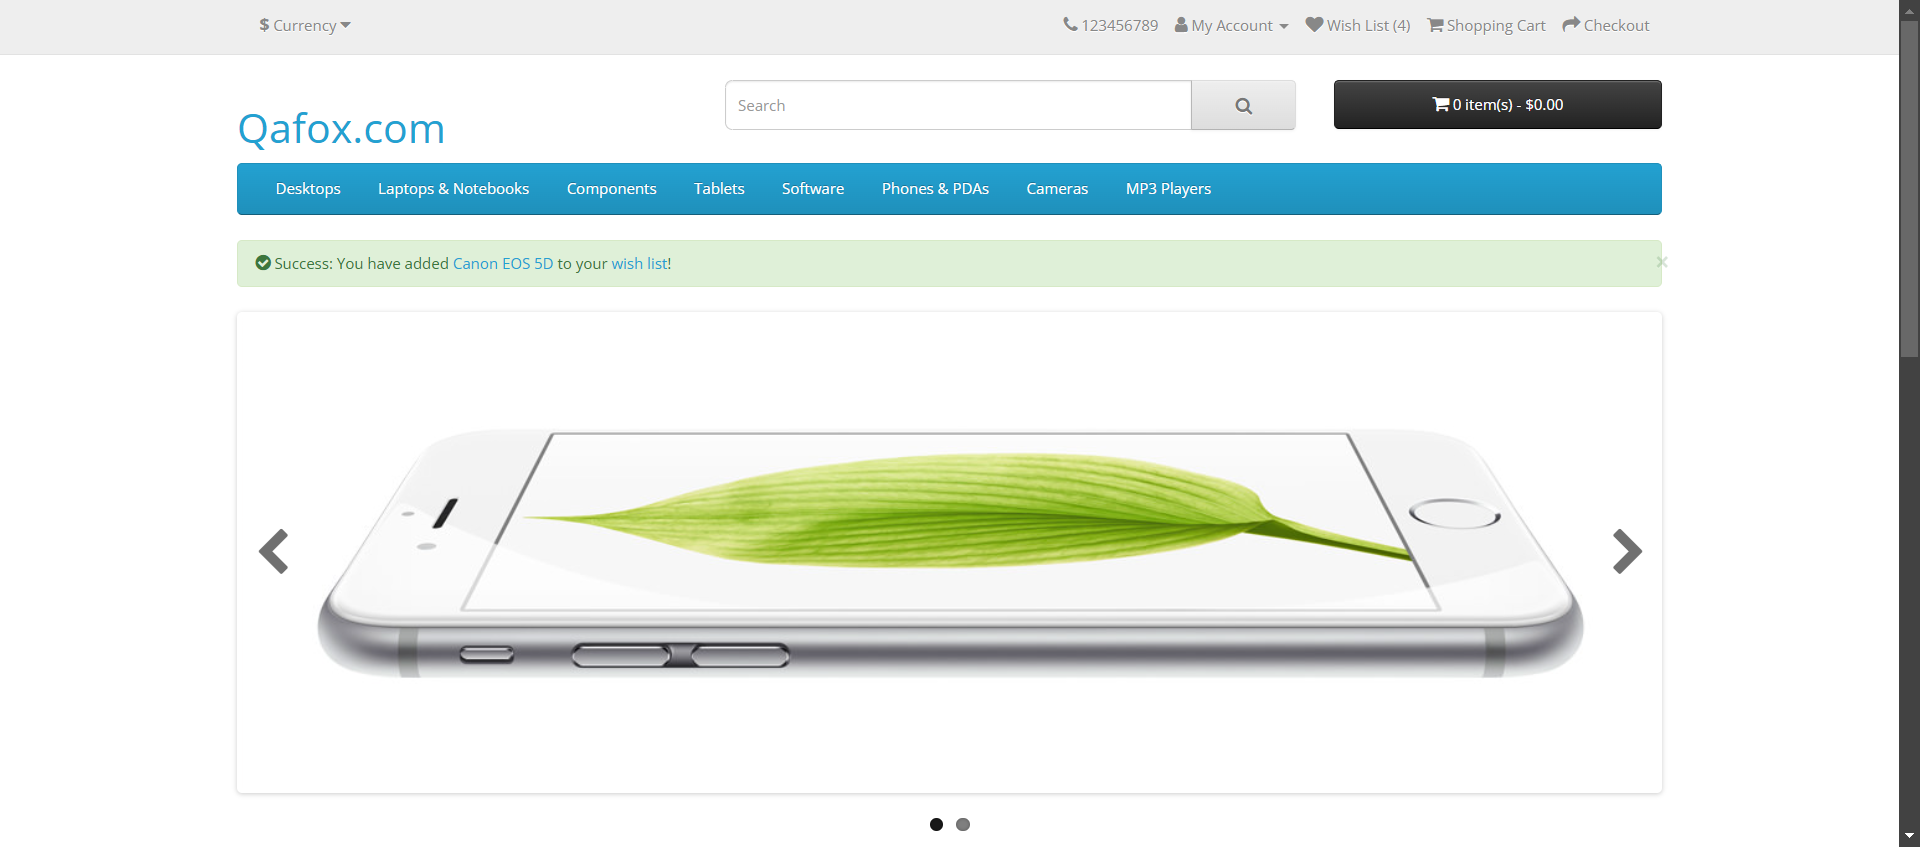 $ Currency
123456789 My Account Wish List (4) Shopping Cart Checkout
Qafox.com
Search
0 item(s) - $0.00
Desktops Laptops & Notebooks Components Tablets Software Phones & PDAs Cameras MP3 Players
Success: You have added Canon EOS 5D to your wish list!
×